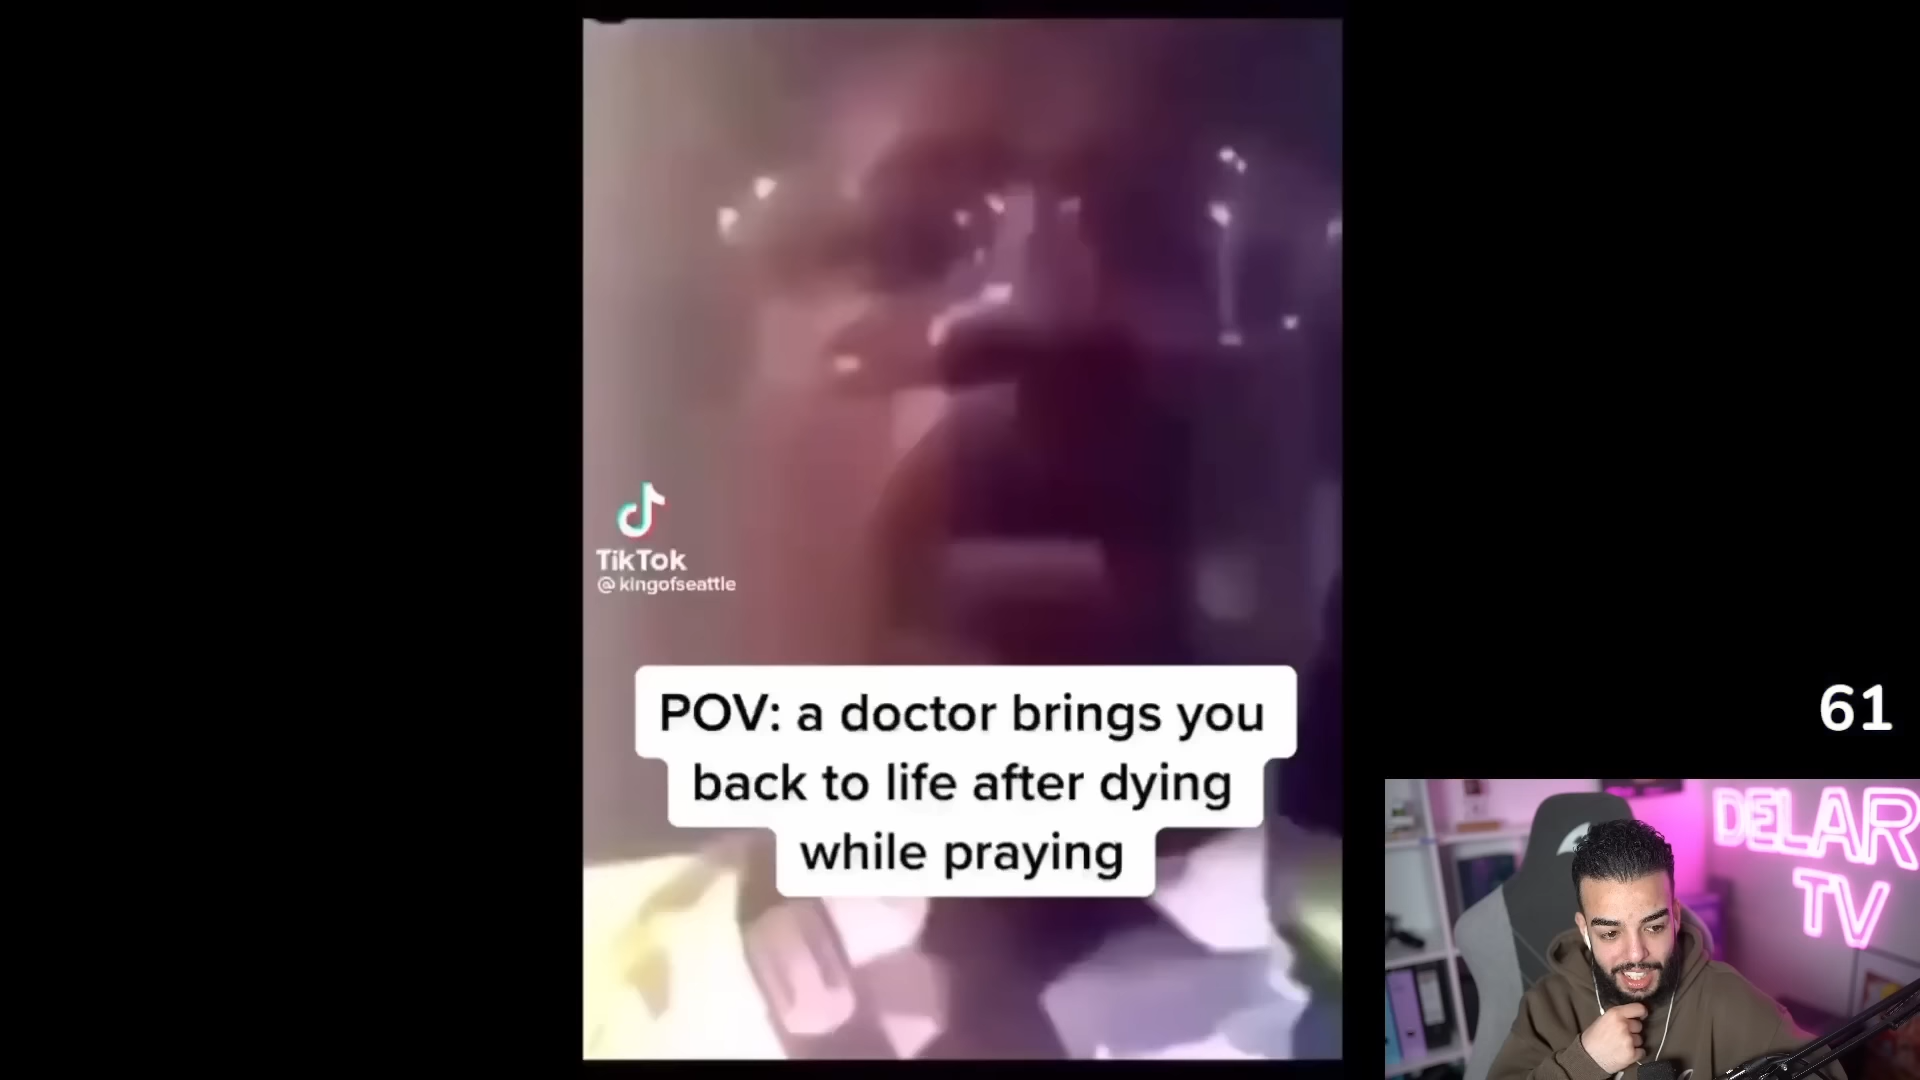 TikTok
@kingofseattle
POV: a doctor brings you
back to life after dying
while praying
61
DELAR
TV